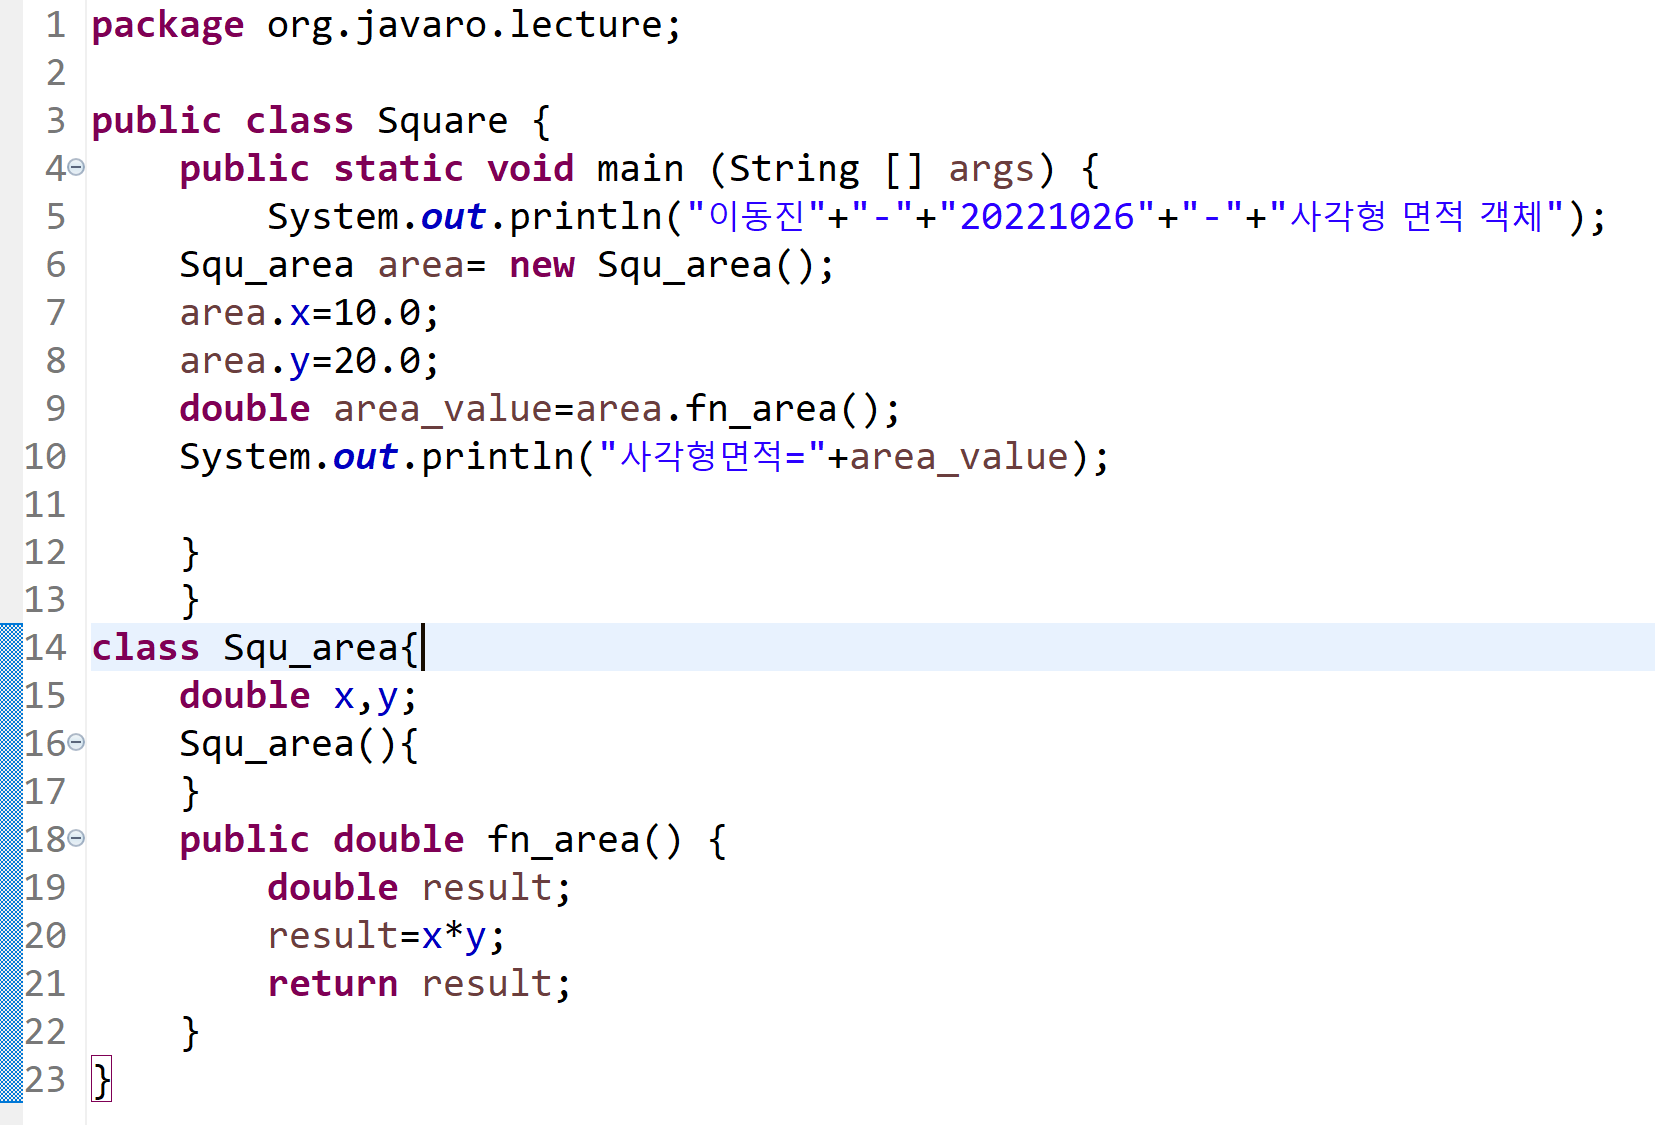 1 package org.javaro.lecture;
2
3 public class Square {
4 public static void main (String [] args) {
5 System.out.println("이동진"+"-"+"20221026"+"-"+"사각형 면적 객체");
6 Squ_area area= new Squ_area();
7 area.x=10.0;
8 area.y=20.0;
9 double area_value=area.fn_area();
10 System.out.println("사각형면적="+area_value);
11
12 }
13 }
14 class Squ_area{
15 double x,y;
16 Squ_area(){
17 }
18 public double fn_area() {
19 double result;
20 result=x*y;
21 return result;
22 }
23 }